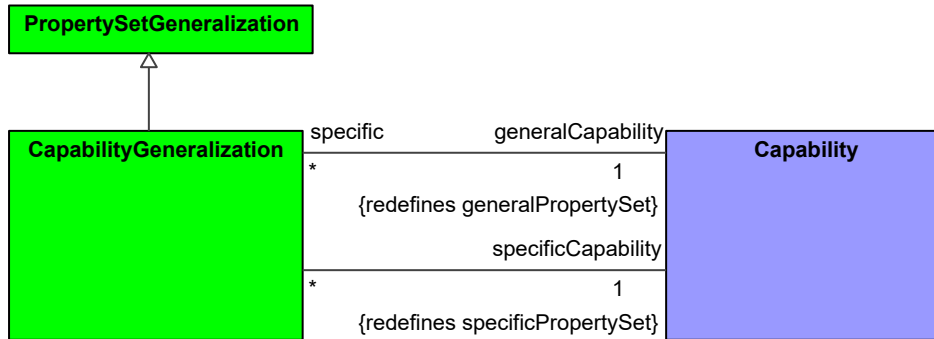 PropertySetGeneralization
specific generalCapability
CapabilityGeneralization Capability
* 1
{redefines generalPropertySet}
specificCapability
* 1
{redefines specificPropertySet}